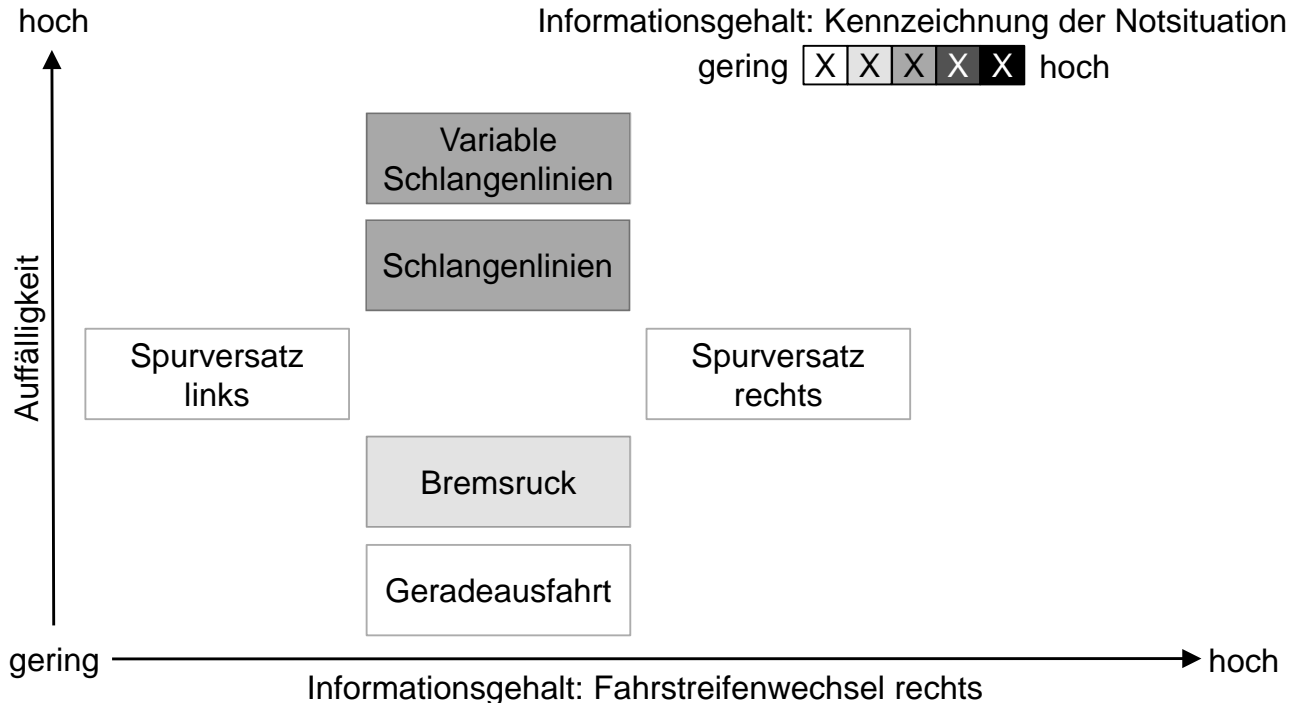 hoch
Informationsgehalt: Kennzeichnung der Notsituation
gering X X X X X hoch
Variable
Schlangenlinien
Schlangenlinien
Auffälligkeit
Spurversatz
links
Spurversatz
rechts
Bremsruck
Geradeausfahrt
gering
hoch
Informationsgehalt: Fahrstreifenwechsel rechts